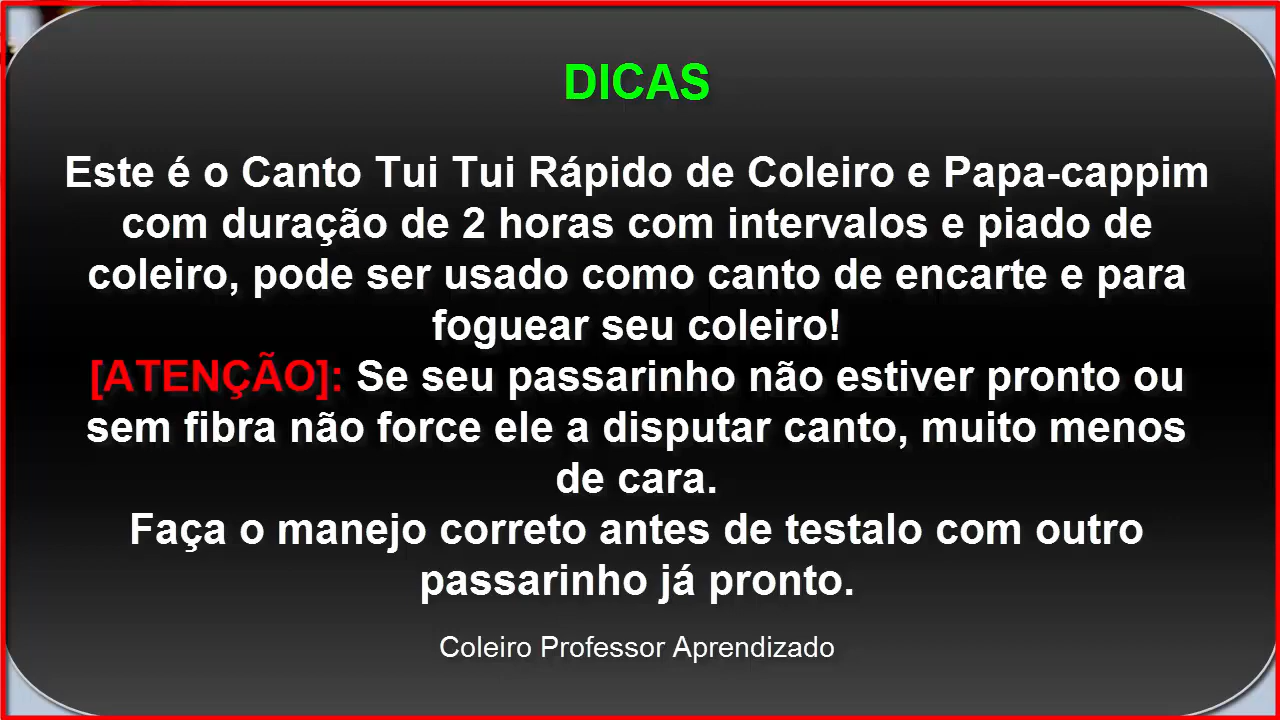 DICAS
Este é o Canto Tui Tui Rápido de Coleiro e Papa-cappim
com duração de 2 horas com intervalos e piado de
coleiro, pode ser usado como canto de encarte e para
foguear seu coleiro!
[ATENÇÃO]: Se seu passarinho não estiver pronto ou
sem fibra não force ele a disputar canto, muito menos
de cara.
Faça o manejo correto antes de testalo com outro
passarinho já pronto.
Coleiro Professor Aprendizado